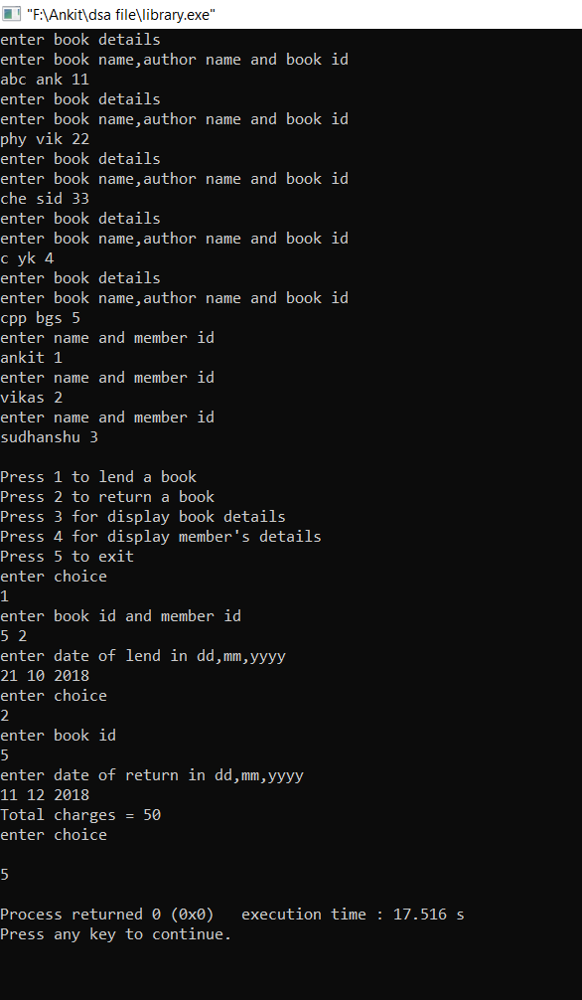 "F:\Ankit\dsa file\library.exe"
enter book details
enter book name,author name and book id
abc ank 11
enter book details
enter book name,author name and book id
phy vik 22
enter book details
enter book name,author name and book id
che sid 33
enter book details
enter book name,author name and book id
c yk 4
enter book details
enter book name,author name and book id
cpp bgs 5
enter name and member id
ankit 1
enter name and member id
vikas 2
enter name and member id
sudhanshu 3

Press 1 to lend a book
Press 2 to return a book
Press 3 for display book details
Press 4 for display member's details
Press 5 to exit
enter choice
1
enter book id and member id
5 2
enter date of lend in dd,mm,yyyy
21 10 2018
enter choice
2
enter book id
5
enter date of return in dd,mm,yyyy
11 12 2018
Total charges = 50
enter choice

5

Process returned 0 (0x0)   execution time : 17.516 s
Press any key to continue.